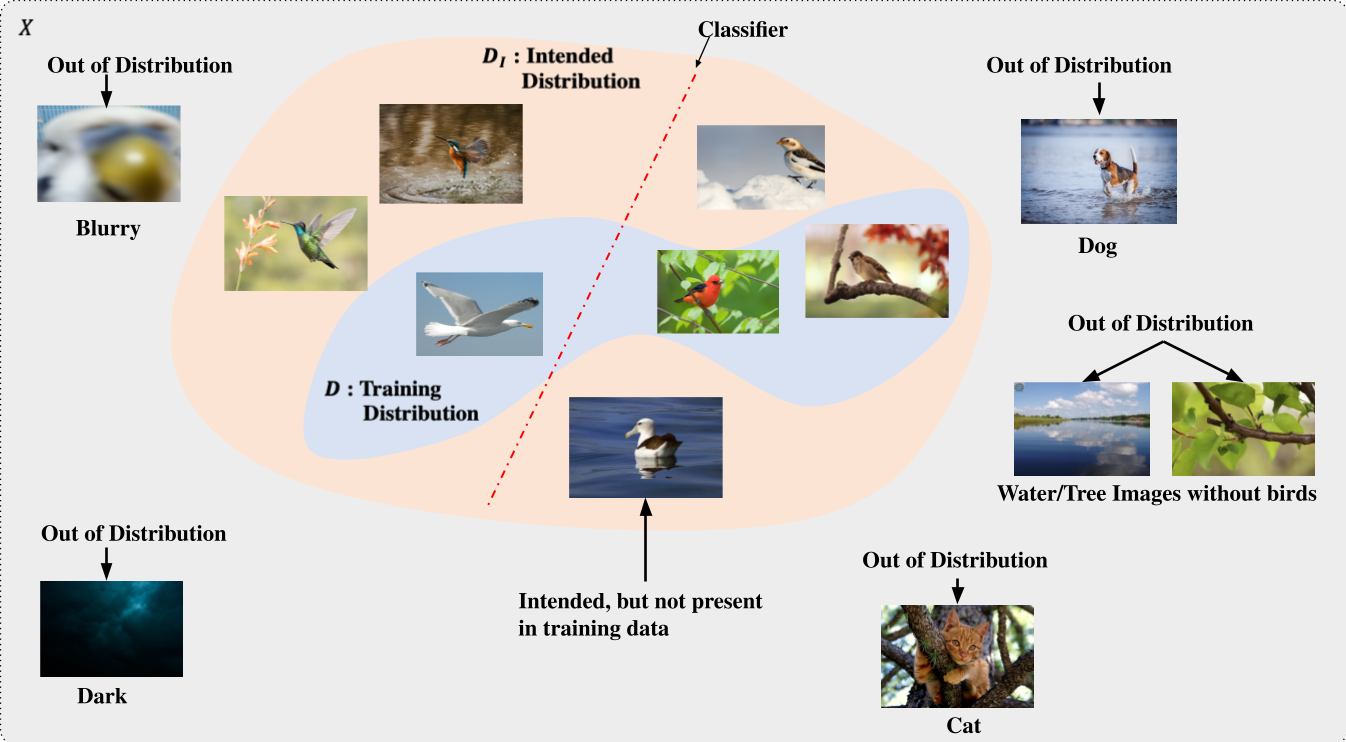 X
Classifier
D_I : Intended
Distribution
Out of Distribution
Blurry
Out of Distribution
Dog
D : Training
Distribution
Out of Distribution
Water/Tree Images without birds
Out of Distribution
Dark
Intended, but not present
in training data
Out of Distribution
Cat